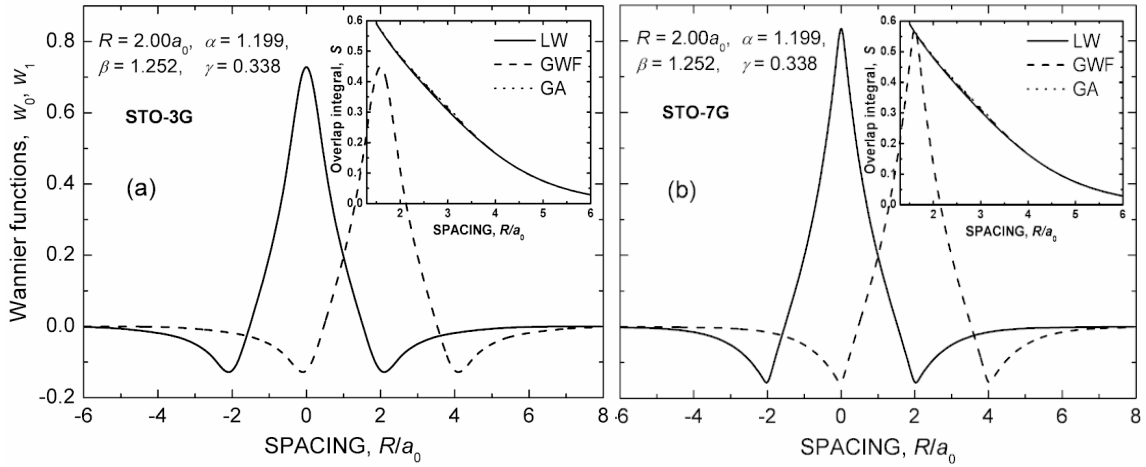 R = 2.00a0, α = 1.199,
β = 1.252, γ = 0.338
STO-3G
(a)
Wannier functions, w0, w1
0.8
0.6
0.4
0.2
0.0
-0.2
-6 -4 -2 0 2 4 6 8
SPACING, R/a0
Overlap integral, S
0.6
0.5
0.4
0.3
0.2
0.1
0.0
2 3 4 5 6
SPACING, R/a0
LW
GWF
GA
R = 2.00a0, α = 1.199,
β = 1.252, γ = 0.338
STO-7G
(b)
-6 -4 -2 0 2 4 6 8
SPACING, R/a0
Overlap integral, S
0.6
0.5
0.4
0.3
0.2
0.1
0.0
2 3 4 5 6
SPACING, R/a0
LW
GWF
GA